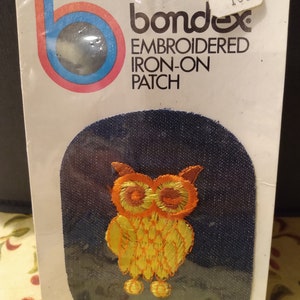 bondex
EMBROIDERED
IRON-ON
PATCH